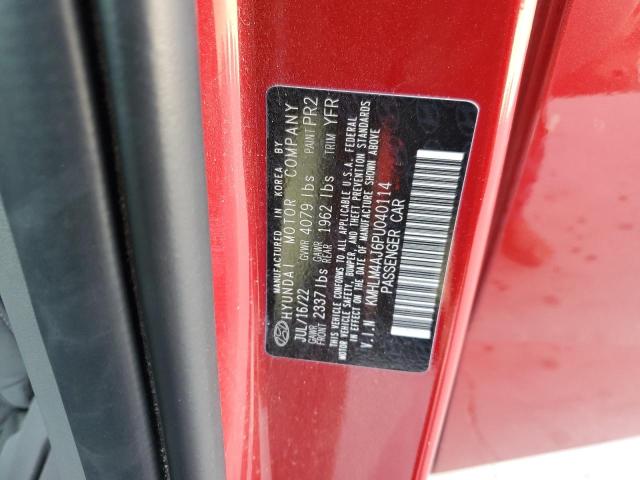 MANUFACTURED IN KOREA BY
HYUNDAI MOTOR COMPANY
JUL/16/22 GVWR 4079 lbs PAINT PR2
GAWR FRONT 2337 lbs GAWR REAR 1962 lbs TRIM YFR
THIS VEHICLE CONFORMS TO ALL APPLICABLE U.S.A. FEDERAL
MOTOR VEHICLE SAFETY, BUMPER, AND THEFT PREVENTION STANDARDS
IN EFFECT ON THE DATE OF MANUFACTURE SHOWN ABOVE
V.I.N KMHLM4AJ6PU040114
PASSENGER CAR